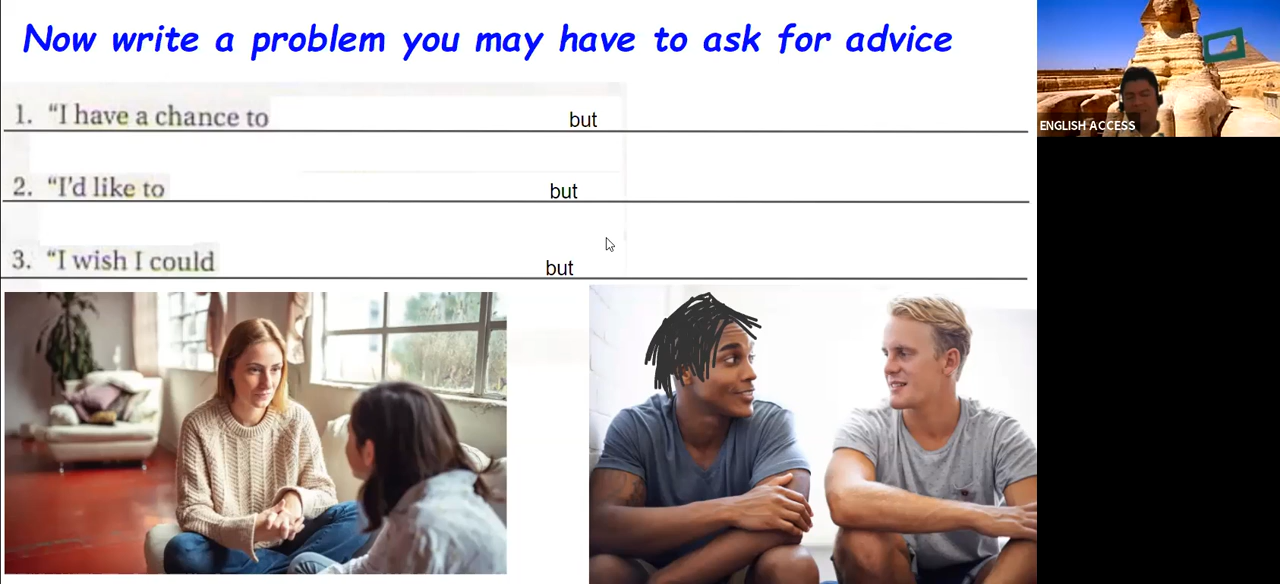 Now write a problem you may have to ask for advice
1. “I have a chance to but
2. “I’d like to but
3. “I wish I could but
ENGLISH ACCESS